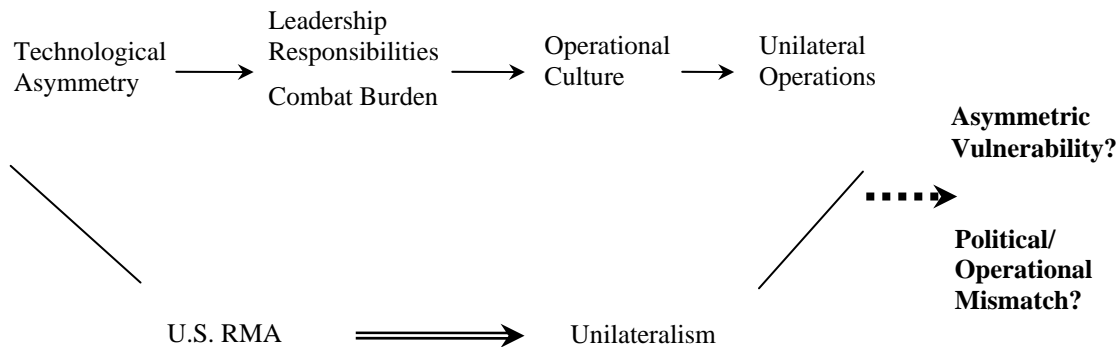 Technological
Asymmetry
Leadership
Responsibilities
Combat Burden
Operational
Culture
Unilateral
Operations
Asymmetric
Vulnerability?
Political/
Operational
Mismatch?
U.S. RMA
Unilateralism